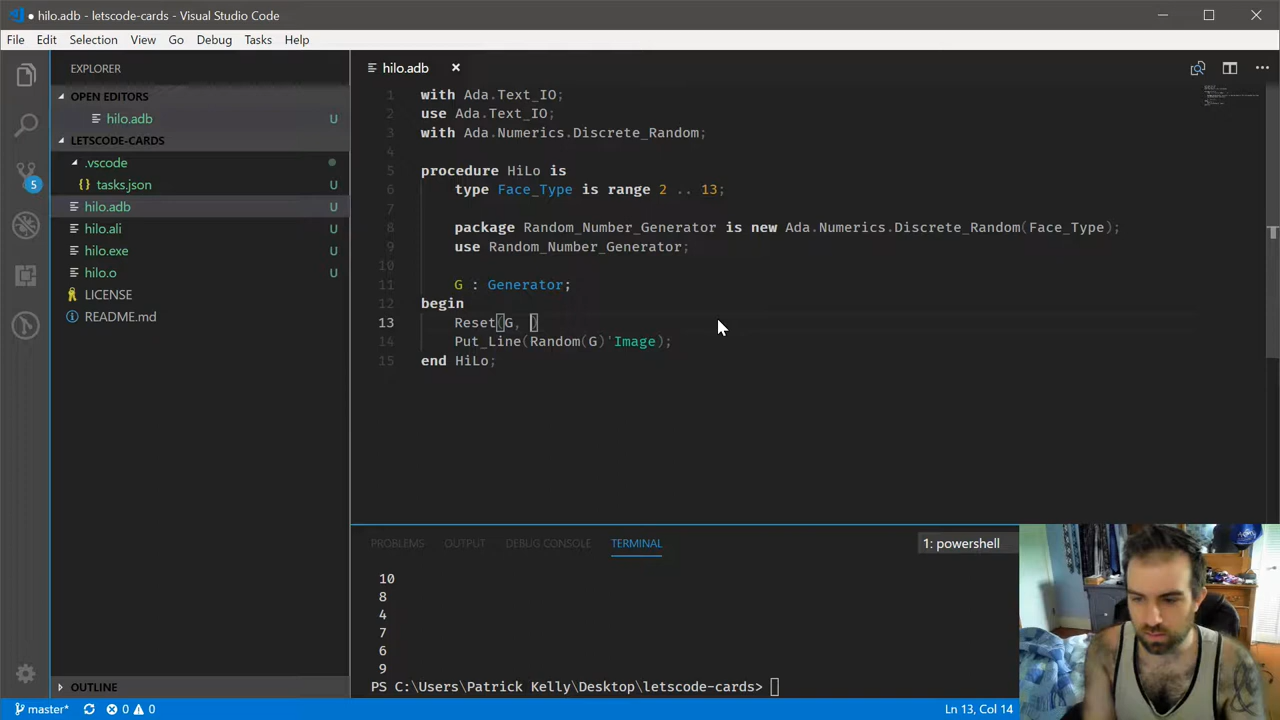 hilo.adb - letscode-cards - Visual Studio Code
File Edit Selection View Go Debug Tasks Help
EXPLORER
OPEN EDITORS
hilo.adb U
LETSCODE-CARDS
.vscode
{} tasks.json U
hilo.adb U
hilo.ali U
hilo.exe U
hilo.o U
LICENSE
README.md
OUTLINE
5
hilo.adb
1 with Ada.Text_IO;
2 use Ada.Text_IO;
3 with Ada.Numerics.Discrete_Random;
4
5 procedure HiLo is
6 type Face_Type is range 2 .. 13;
7
8 package Random_Number_Generator is new Ada.Numerics.Discrete_Random(Face_Type);
9 use Random_Number_Generator;
10
11 G : Generator;
12 begin
13 Reset(G, )
14 Put_Line(Random(G)'Image);
15 end HiLo;
PROBLEMS OUTPUT DEBUG CONSOLE TERMINAL 1: powershell
10
8
4
7
6
9
PS C:\Users\Patrick Kelly\Desktop\letscode-cards>
master* 0 0 Ln 13, Col 14